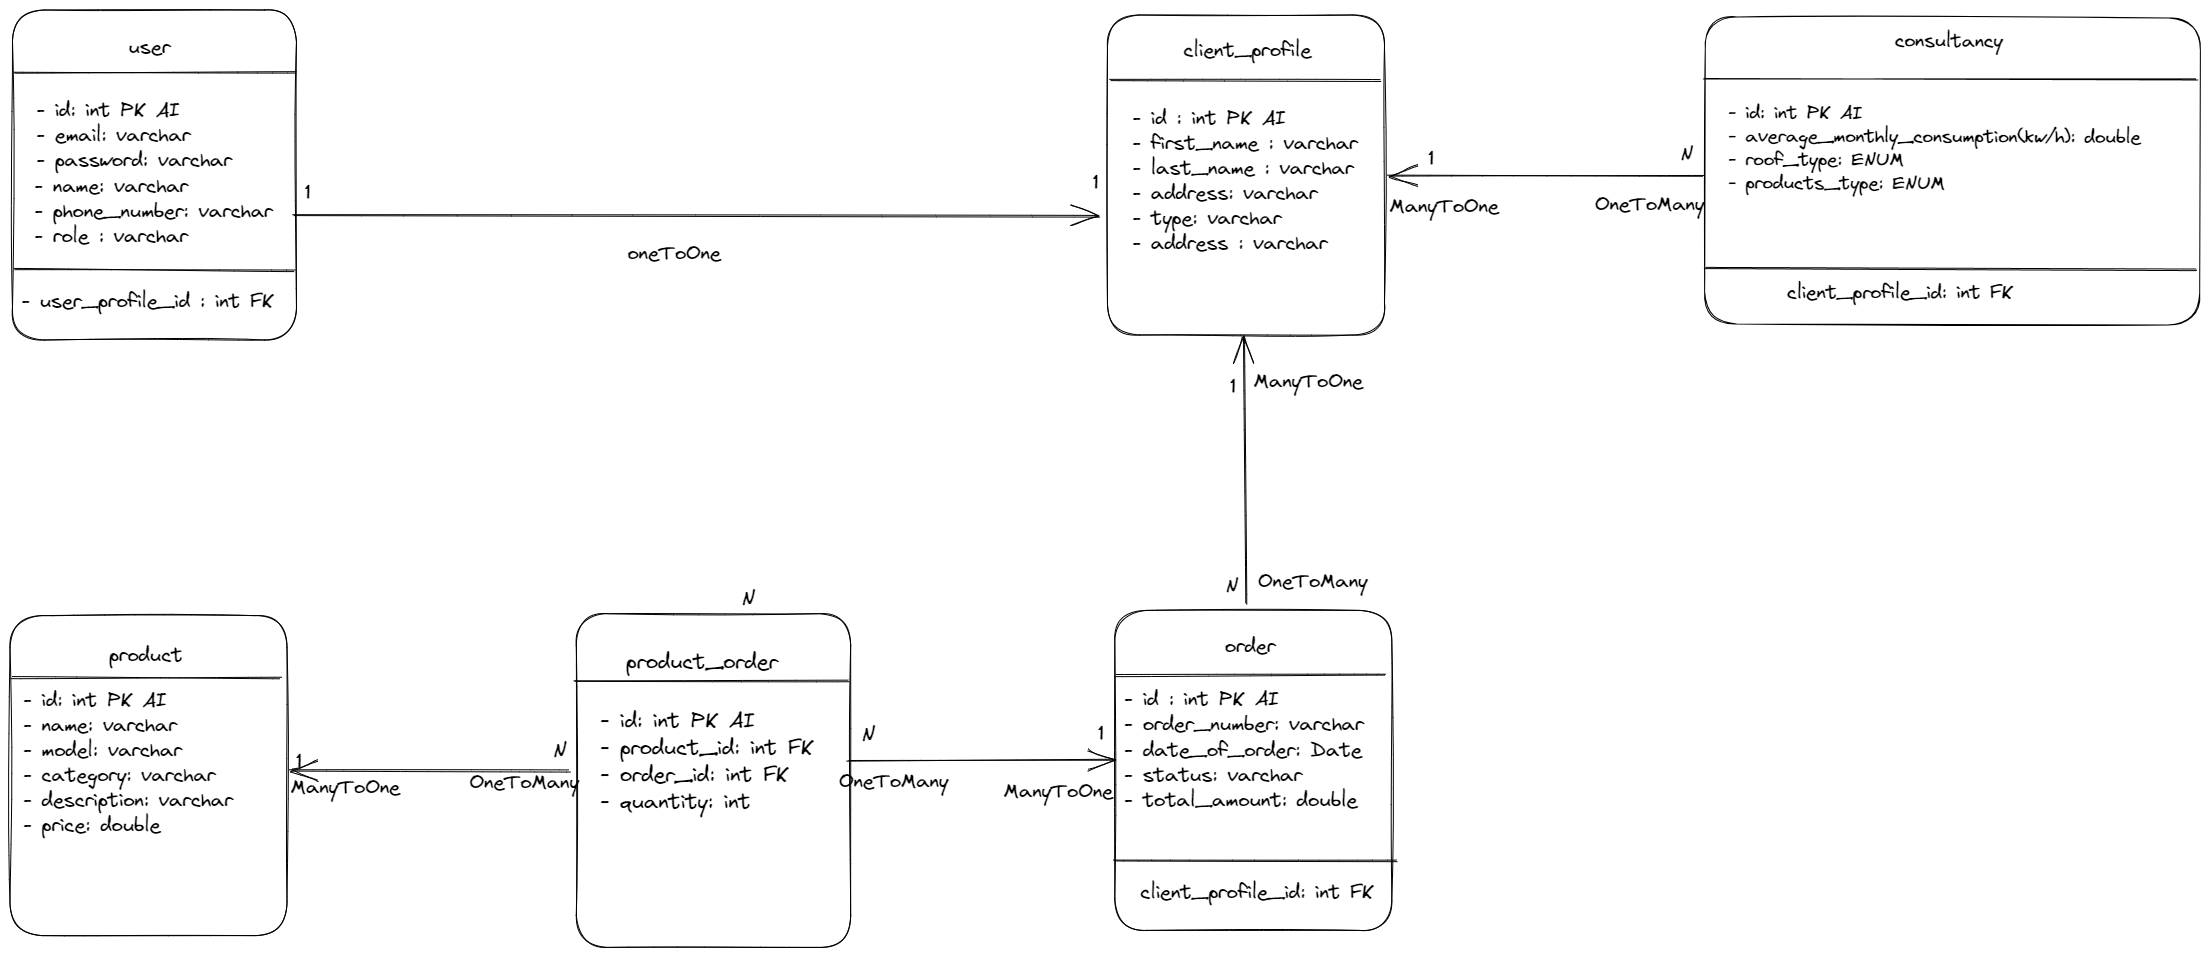 user
- id: int PK AI
- email: varchar
- password: varchar
- name: varchar
- phone_number: varchar
- role : varchar
- user_profile_id : int FK
1
1
oneToOne
client_profile
- id : int PK AI
- first_name : varchar
- last_name : varchar
- address: varchar
- type: varchar
- address : varchar
1
N
ManyToOne
OneToMany
consultancy
- id: int PK AI
- average_monthly_consumption(kw/h): double
- roof_type: ENUM
- products_type: ENUM
client_profile_id: int FK
1
ManyToOne
N
OneToMany
product
- id: int PK AI
- name: varchar
- model: varchar
- category: varchar
- description: varchar
- price: double
1
N
ManyToOne
OneToMany
N
product_order
- id: int PK AI
- product_id: int FK
- order_id: int FK
- quantity: int
N
1
OneToMany
ManyToOne
order
- id : int PK AI
- order_number: varchar
- date_of_order: Date
- status: varchar
- total_amount: double
client_profile_id: int FK